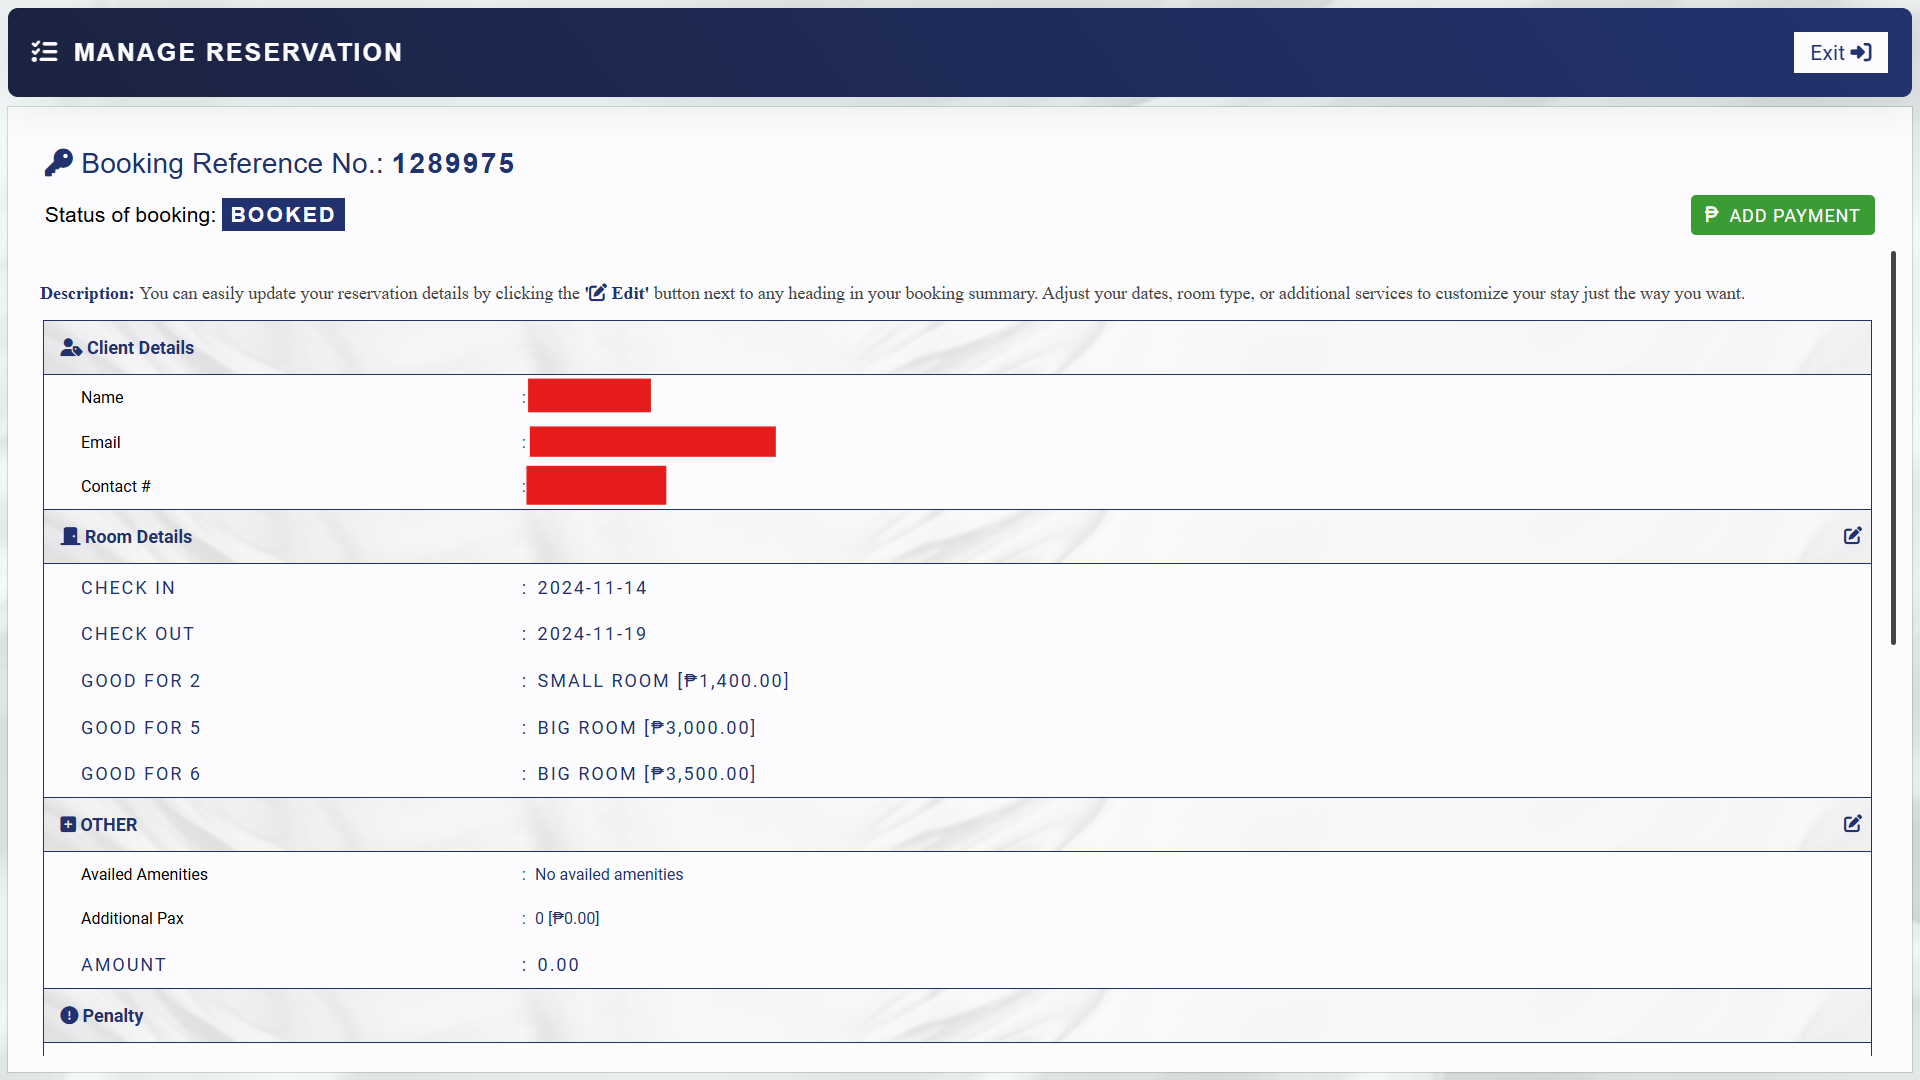 MANAGE RESERVATION
Exit
Booking Reference No.: 1289975
Status of booking: BOOKED
₱ ADD PAYMENT
Description: You can easily update your reservation details by clicking the ' Edit' button next to any heading in your booking summary. Adjust your dates, room type, or additional services to customize your stay just the way you want.
Client Details
Name :
Email :
Contact # :
Room Details
CHECK IN : 2024-11-14
CHECK OUT : 2024-11-19
GOOD FOR 2 : SMALL ROOM [₱1,400.00]
GOOD FOR 5 : BIG ROOM [₱3,000.00]
GOOD FOR 6 : BIG ROOM [₱3,500.00]
OTHER
Availed Amenities : No availed amenities
Additional Pax : 0 [₱0.00]
AMOUNT : 0.00
Penalty